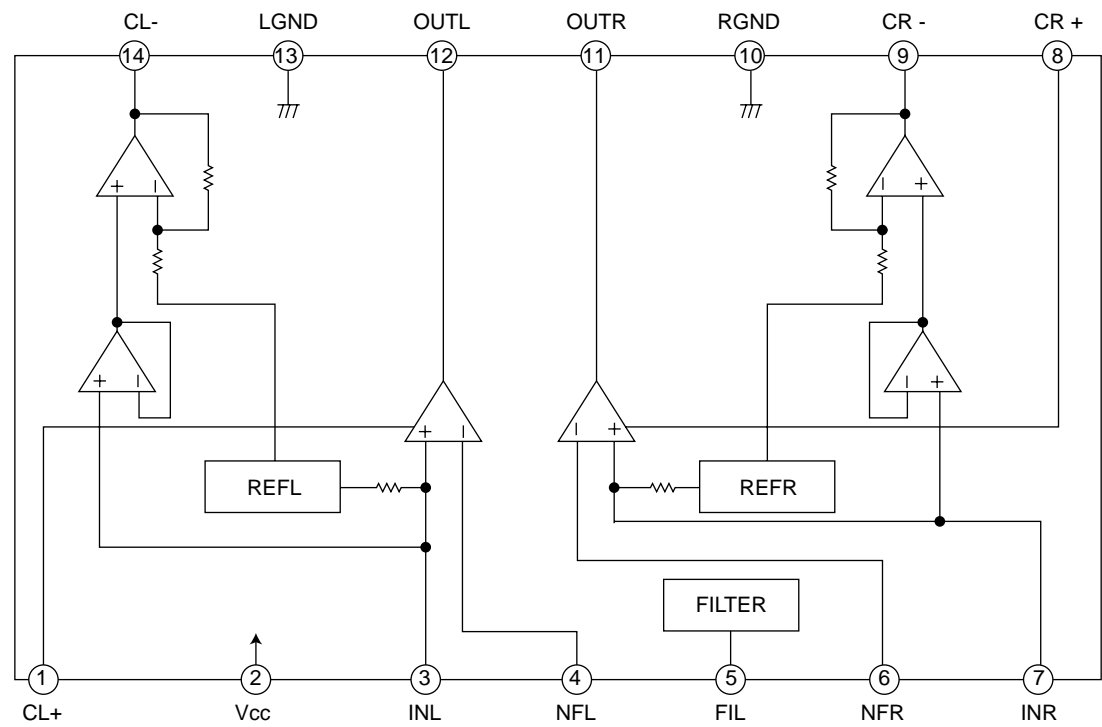 CL- LGND OUTL OUTR RGND CR - CR +
14 13 12 11 10 9 8
+ − − +
+ − − +
+ − − +
REFL REFR
FILTER
1 2 3 4 5 6 7
CL+ Vcc INL NFL FIL NFR INR